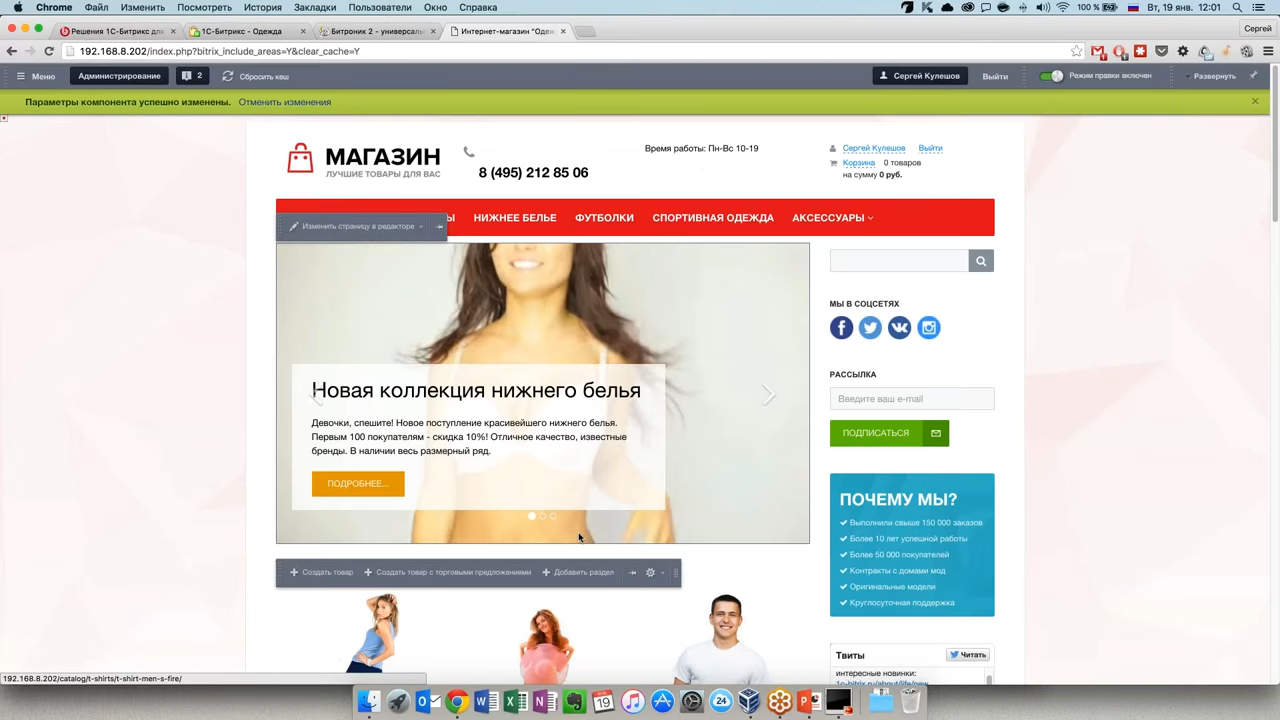 Chrome Файл Изменить Посмотреть История Закладки Пользователи Окно Справка 100 % Вт, 19 янв. 12:01
Решения 1С-Битрикс для 1С-Битрикс - Одежда Битроник 2 - универсаль Интернет-магазин "Одеж Сергей
192.168.8.202/index.php?bitrix_include_areas=Y&clear_cache=Y
Меню Администрирование 2 Сбросить кеш Сергей Кулешов Выйти Режим правки включен Развернуть
Параметры компонента успешно изменены. Отменить изменения
МАГАЗИН
ЛУЧШИЕ ТОВАРЫ ДЛЯ ВАС
8 (495) 212 85 06
Время работы: Пн-Вс 10-19
Сергей Кулешов Выйти
Корзина 0 товаров
на сумму 0 руб.
Ы НИЖНЕЕ БЕЛЬЕ ФУТБОЛКИ СПОРТИВНАЯ ОДЕЖДА АКСЕССУАРЫ
Изменить страницу в редакторе
Новая коллекция нижнего белья
Девочки, спешите! Новое поступление красивейшего нижнего белья.
Первым 100 покупателям - скидка 10%! Отличное качество, известные
бренды. В наличии весь размерный ряд.
ПОДРОБНЕЕ...
МЫ В СОЦСЕТЯХ
РАССЫЛКА
Введите ваш e-mail
ПОДПИСАТЬСЯ
ПОЧЕМУ МЫ?
Выполнили свыше 150 000 заказов
Более 10 лет успешной работы
Более 50 000 покупателей
Контракты с домами мод
Оригинальные модели
Круглосуточная поддержка
Создать товар Создать товар с торговыми предложениями Добавить раздел
Твиты Читать
интересные новинки:
1c-bitrix.ru/about/life/new
192.168.8.202/catalog/t-shirts/t-shirt-men-s-fire/